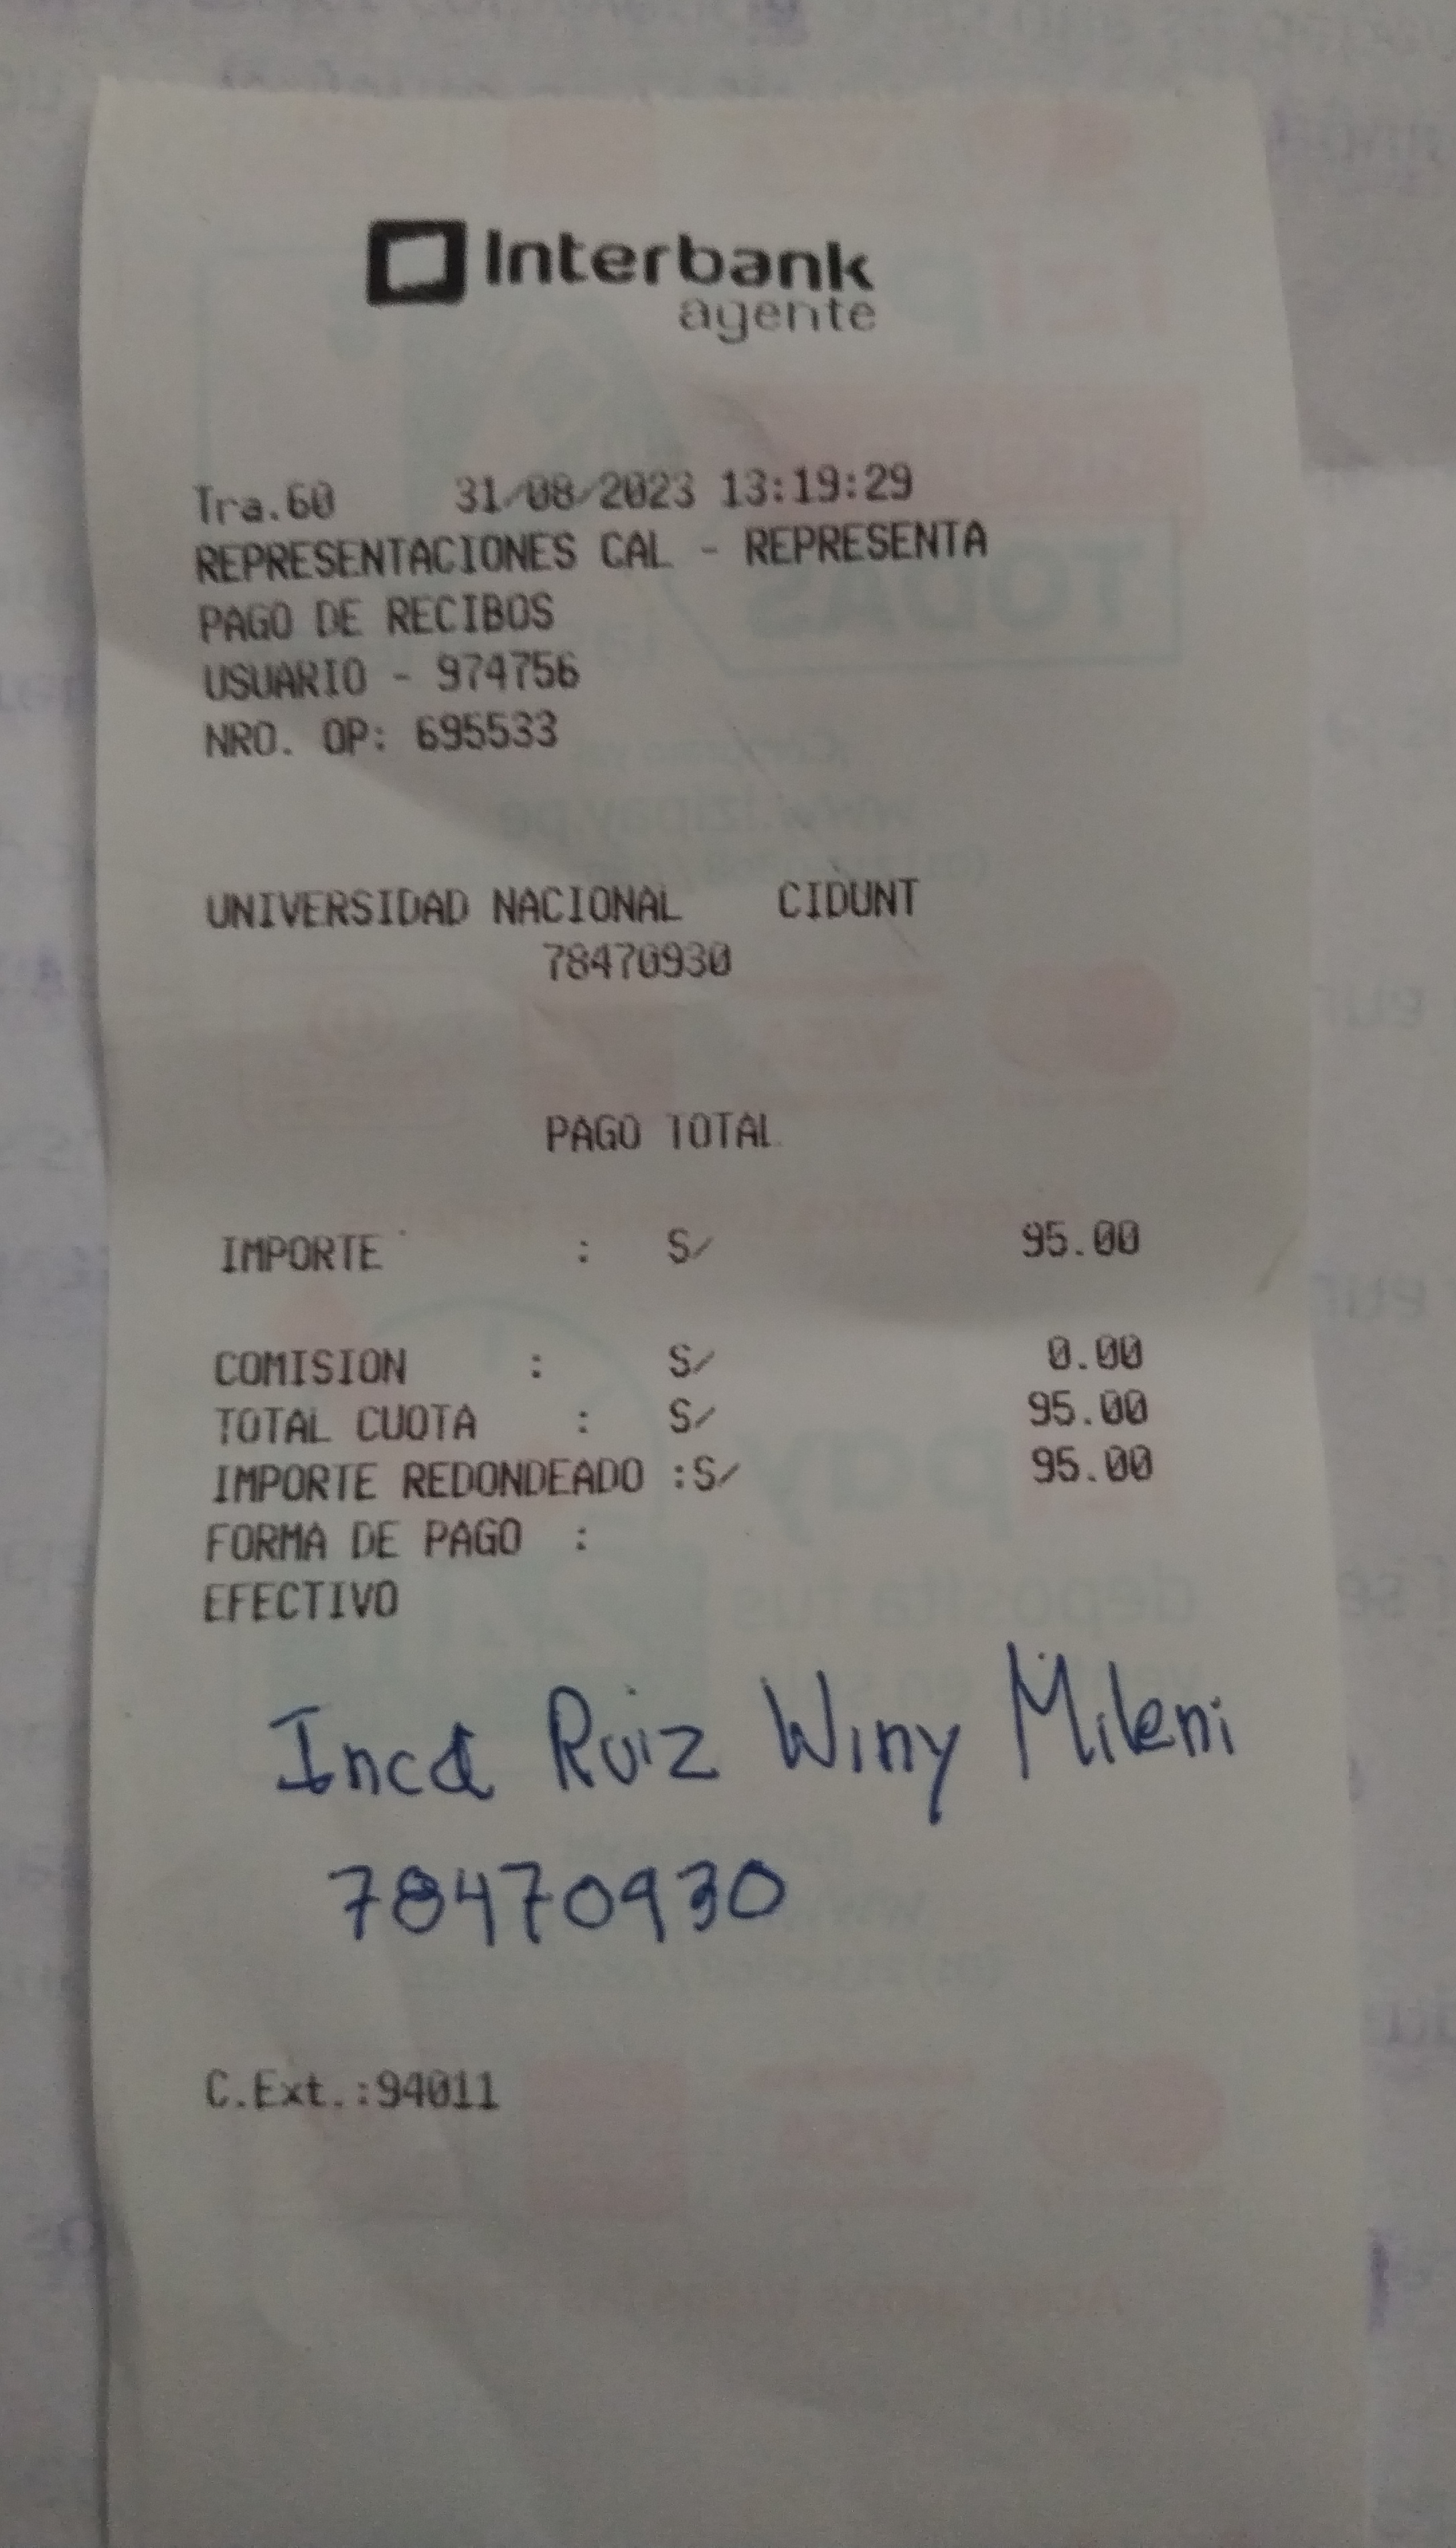 Interbank
agente
Tra.60 31/08/2023 13:19:29
REPRESENTACIONES CAL - REPRESENTA
PAGO DE RECIBOS
USUARIO - 974756
NRO. OP: 695533
UNIVERSIDAD NACIONAL CIDUNT
78470930
PAGO TOTAL
IMPORTE : S/ 95.00
COMISION : S/ 0.00
TOTAL CUOTA : S/ 95.00
IMPORTE REDONDEADO :S/ 95.00
FORMA DE PAGO :
EFECTIVO
Inca Ruiz Winy Mileni
78470930
C.Ext.:94011